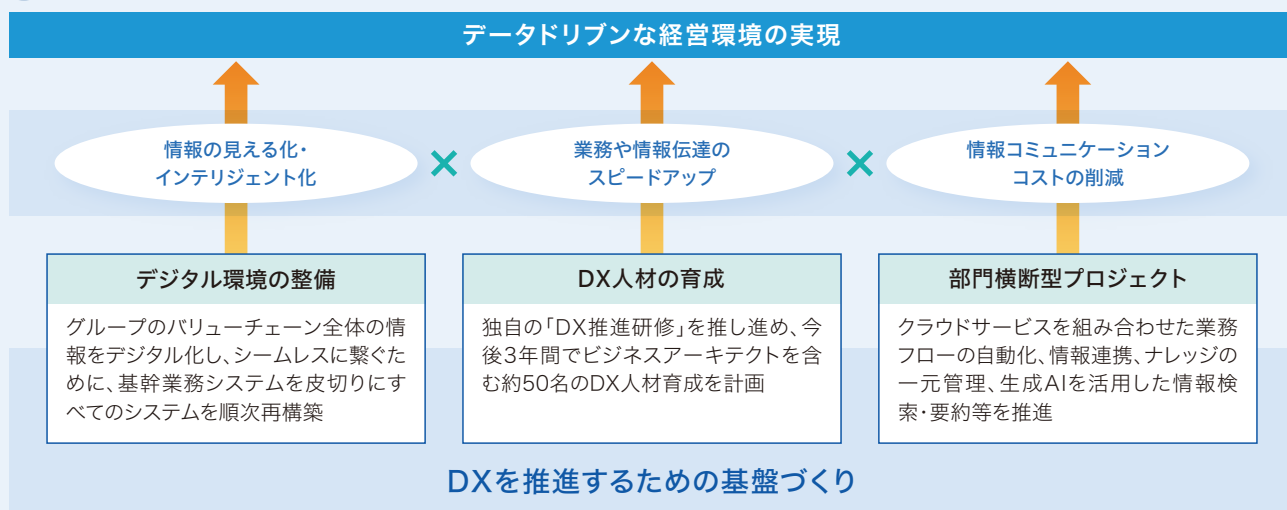 データドリブンな経営環境の実現
情報の見える化・
インテリジェント化
×
業務や情報伝達の
スピードアップ
×
情報コミュニケーション
コストの削減
デジタル環境の整備
グループのバリューチェーン全体の情
報をデジタル化し、シームレスに繋ぐた
めに、基幹業務システムを皮切りにす
べてのシステムを順次再構築
DX人材の育成
独自の「DX推進研修」を推し進め、今
後3年間でビジネスアーキテクトを含
む約50名のDX人材育成を計画
部門横断型プロジェクト
クラウドサービスを組み合わせた業務
フローの自動化、情報連携、ナレッジの
一元管理、生成AIを活用した情報検
索・要約等を推進
DXを推進するための基盤づくり